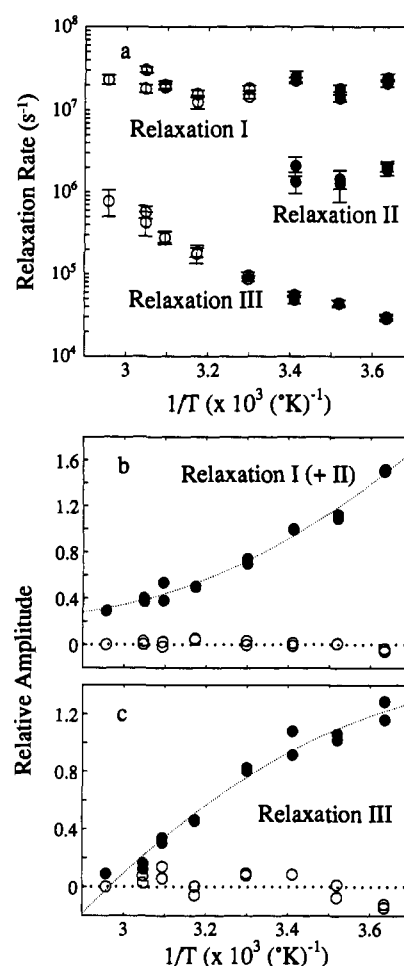 a
Relaxation Rate (s⁻¹)
10⁸
10⁷
10⁶
10⁵
10⁴
Relaxation I
Relaxation II
Relaxation III
3 3.2 3.4 3.6
1/T (x 10³ (°K)⁻¹
b
Relaxation I (+ II)
1.6
1.2
0.8
0.4
0
Relative Amplitude
c
1.2
0.8
0.4
0
Relaxation III
3 3.2 3.4 3.6
1/T (x 10³ (°K)⁻¹